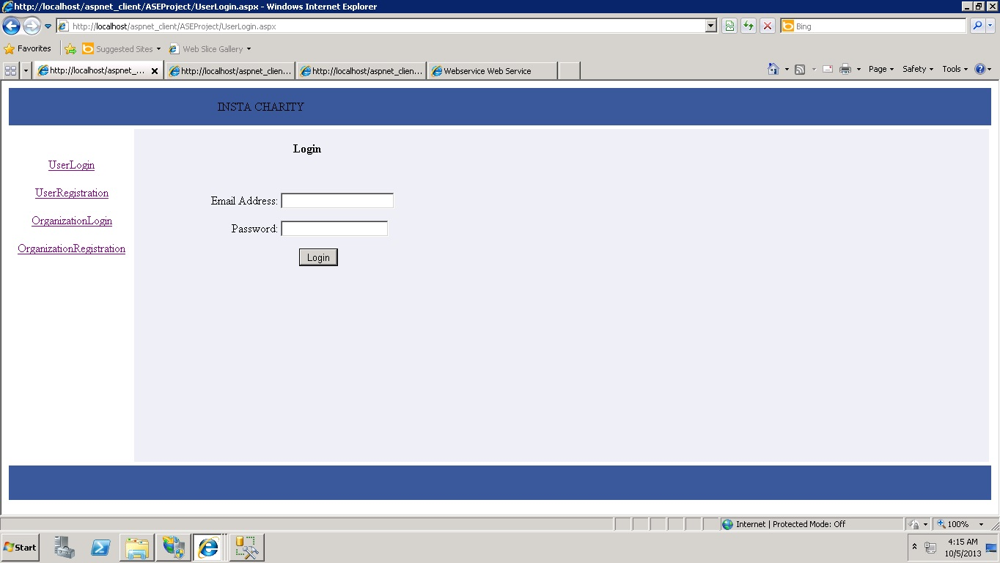 http://localhost/aspnet_client/ASEProject/UserLogin.aspx - Windows Internet Explorer
http://localhost/aspnet_client/ASEProject/UserLogin.aspx
Bing
Favorites
Suggested Sites
Web Slice Gallery
http://localhost/aspnet_...
http://localhost/aspnet_clien...
http://localhost/aspnet_clien...
Webservice Web Service
Page
Safety
Tools
INSTA CHARITY
UserLogin
UserRegistration
OrganizationLogin
OrganizationRegistration
Login
Email Address:
Password:
Login
Internet | Protected Mode: Off
100%
Start
4:15 AM
10/5/2013